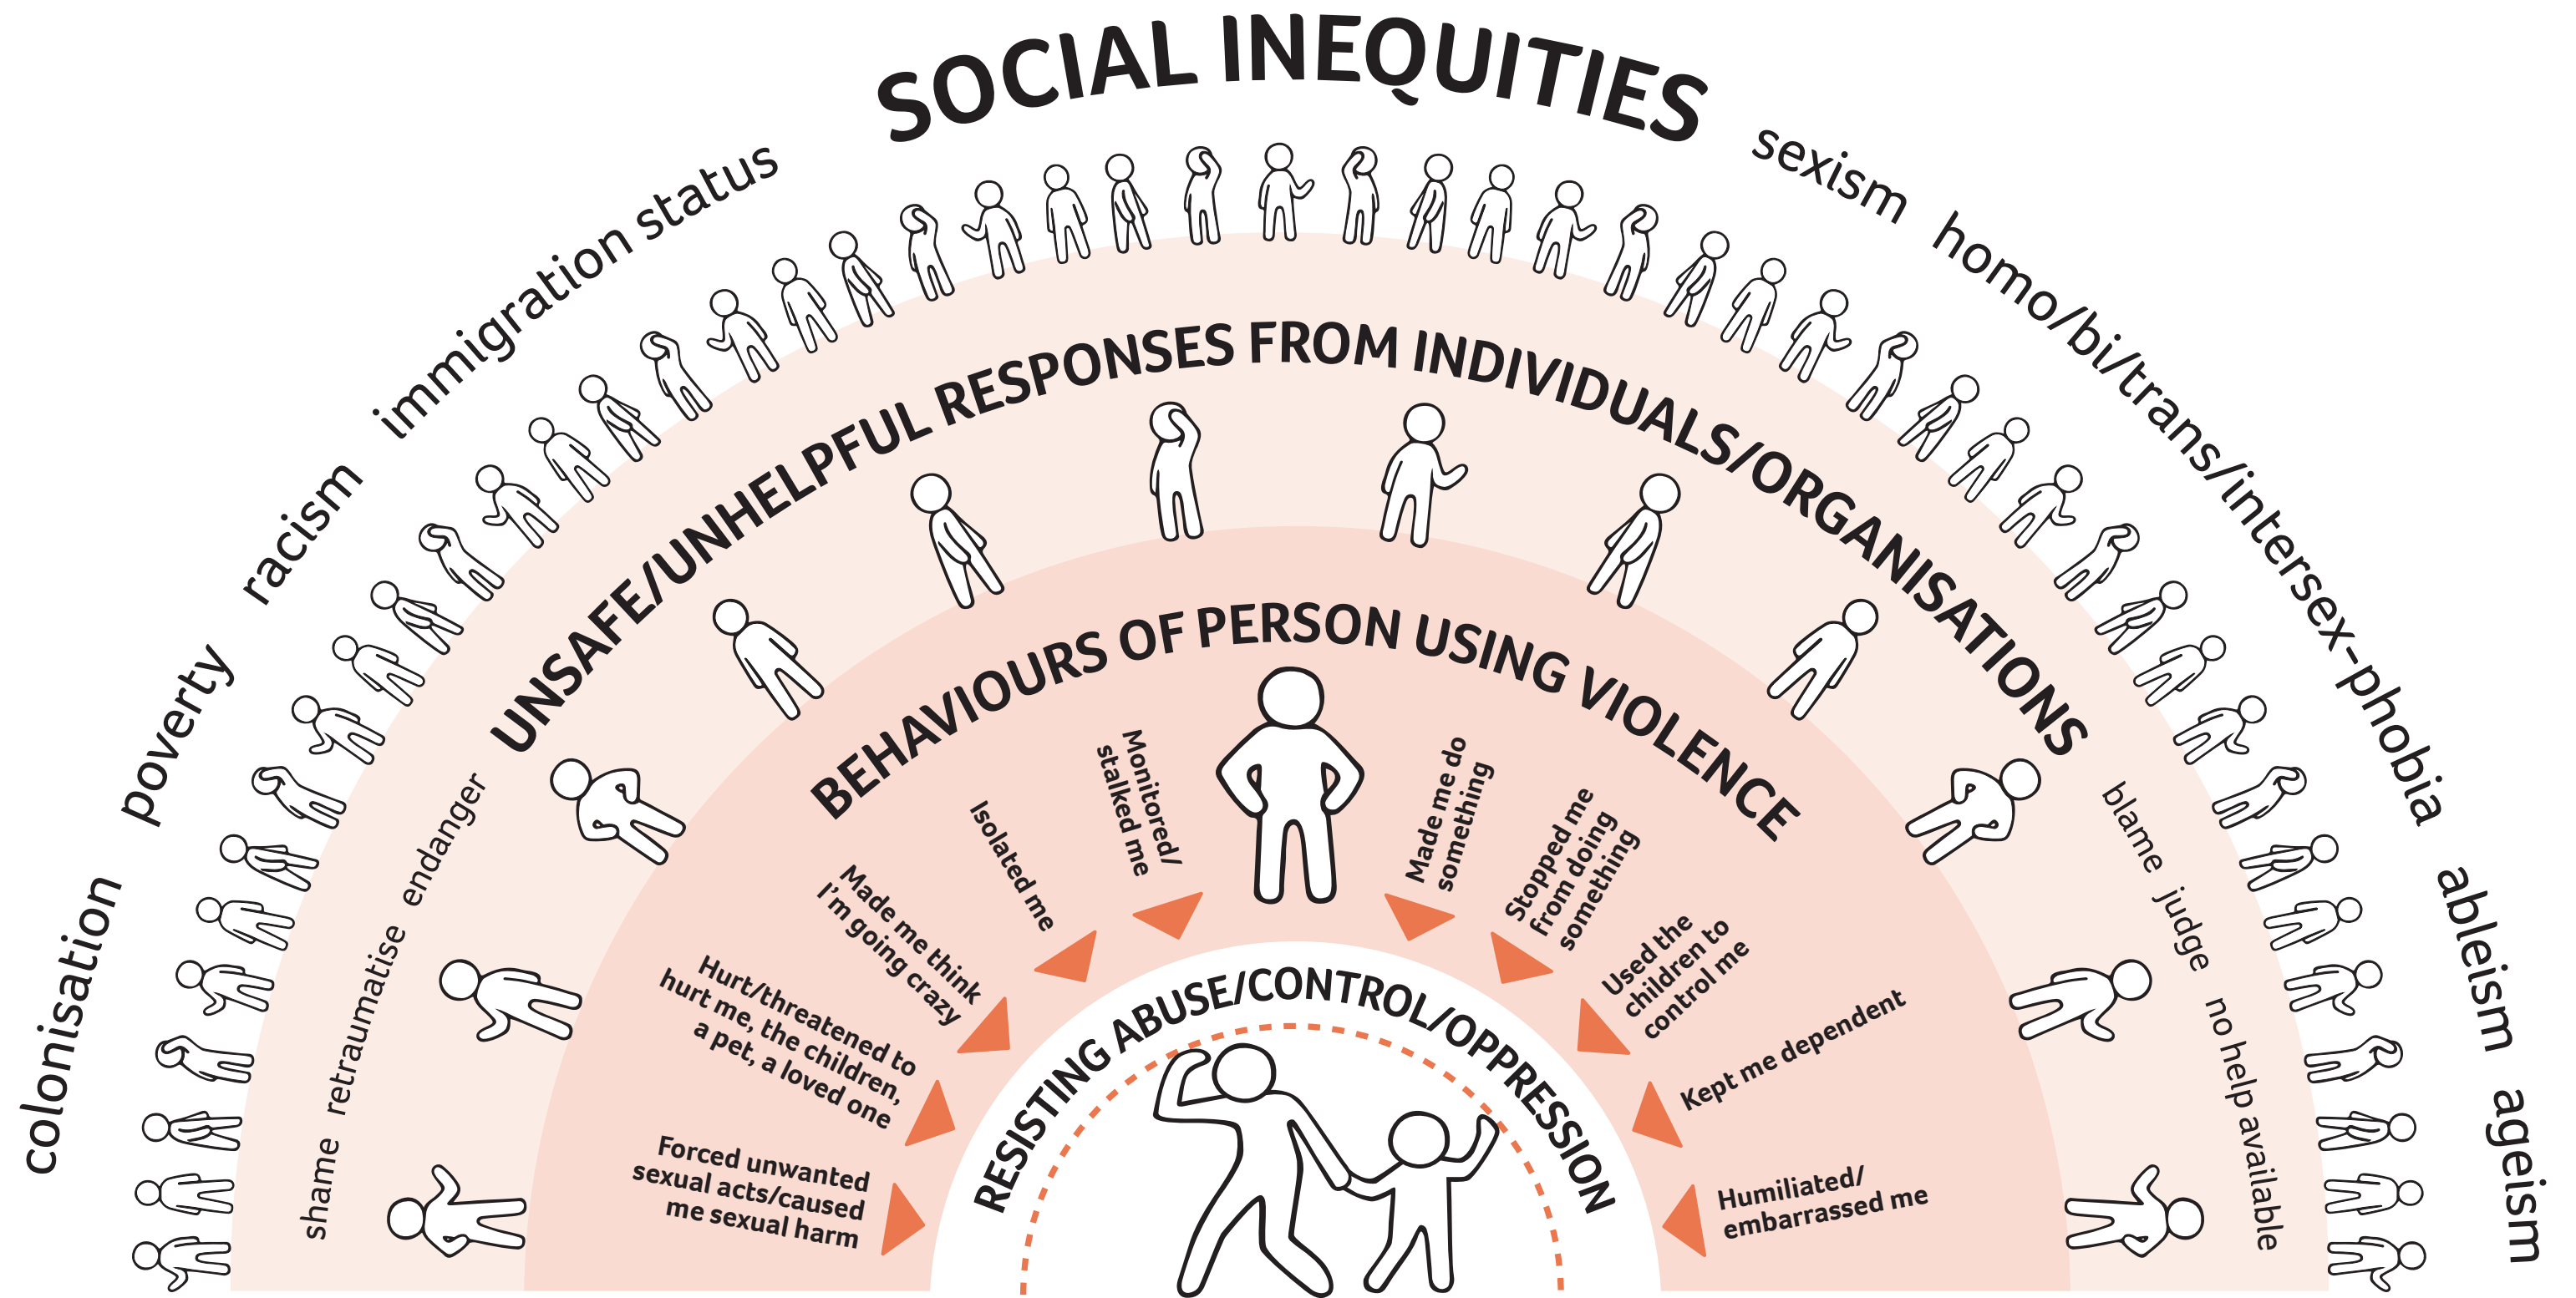 SOCIAL INEQUITIES
colonisation
poverty
racism
immigration status
sexism
homo/bi/trans/intersex-phobia
ableism
ageism
UNSAFE/UNHELPFUL RESPONSES FROM INDIVIDUALS/ORGANISATIONS
shame
retraumatise
endanger
blame
judge
no help available
BEHAVIOURS OF PERSON USING VIOLENCE
Forced unwanted
sexual acts/caused
me sexual harm
Hurt/threatened to
hurt me, the children,
a pet, a loved one
Made me think
I'm going crazy
Isolated me
Monitored/
stalked me
Made me do
something
Stopped me
from doing
something
Used the
children to
control me
Kept me dependent
Humiliated/
embarrassed me
RESISTING ABUSE/CONTROL/OPPRESSION